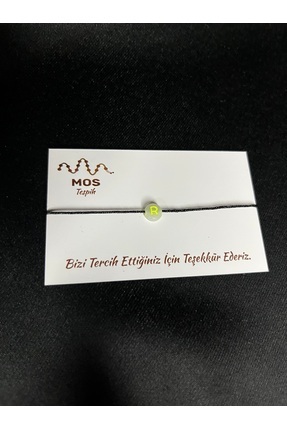 MOS
Tespih
R
Bizi Tercih Ettiğiniz İçin Teşekkür Ederiz.